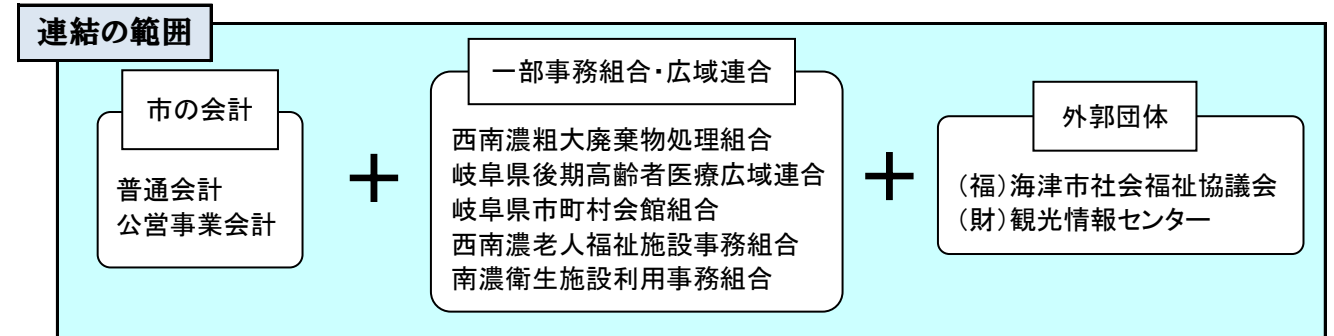 連結の範囲
市の会計
普通会計
公営事業会計
＋
一部事務組合・広域連合
西南濃粗大廃棄物処理組合
岐阜県後期高齢者医療広域連合
岐阜県市町村会館組合
西南濃老人福祉施設事務組合
南濃衛生施設利用事務組合
＋
外郭団体
（福）海津市社会福祉協議会
（財）観光情報センター